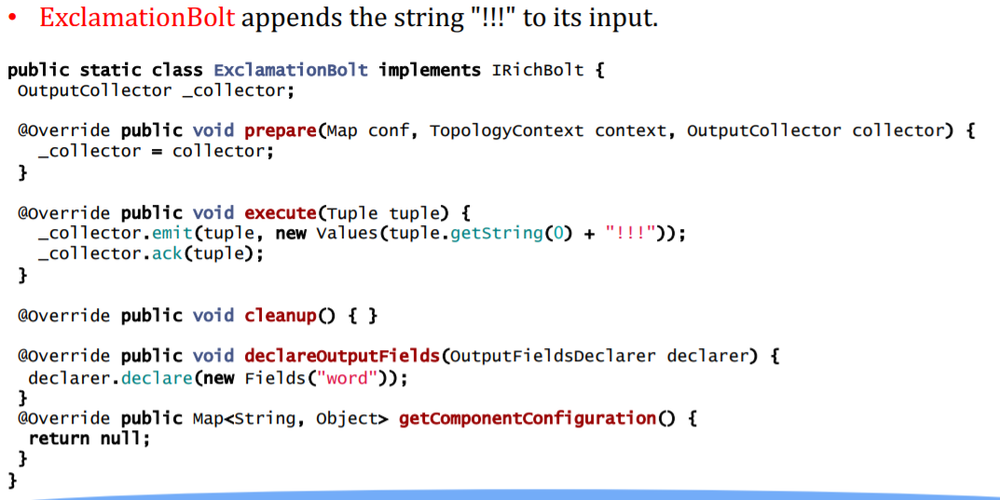 • ExclamationBolt appends the string "!!!" to its input.
public static class ExclamationBolt implements IRichBolt {
OutputCollector _collector;
@Override public void prepare(Map conf, TopologyContext context, OutputCollector collector) {
_collector = collector;
}
@Override public void execute(Tuple tuple) {
_collector.emit(tuple, new Values(tuple.getString(0) + "!!!"));
_collector.ack(tuple);
}
@Override public void cleanup() { }
@Override public void declareOutputFields(OutputFieldsDeclarer declarer) {
declarer.declare(new Fields("word"));
}
@Override public Map<String, Object> getComponentConfiguration() {
return null;
}
}